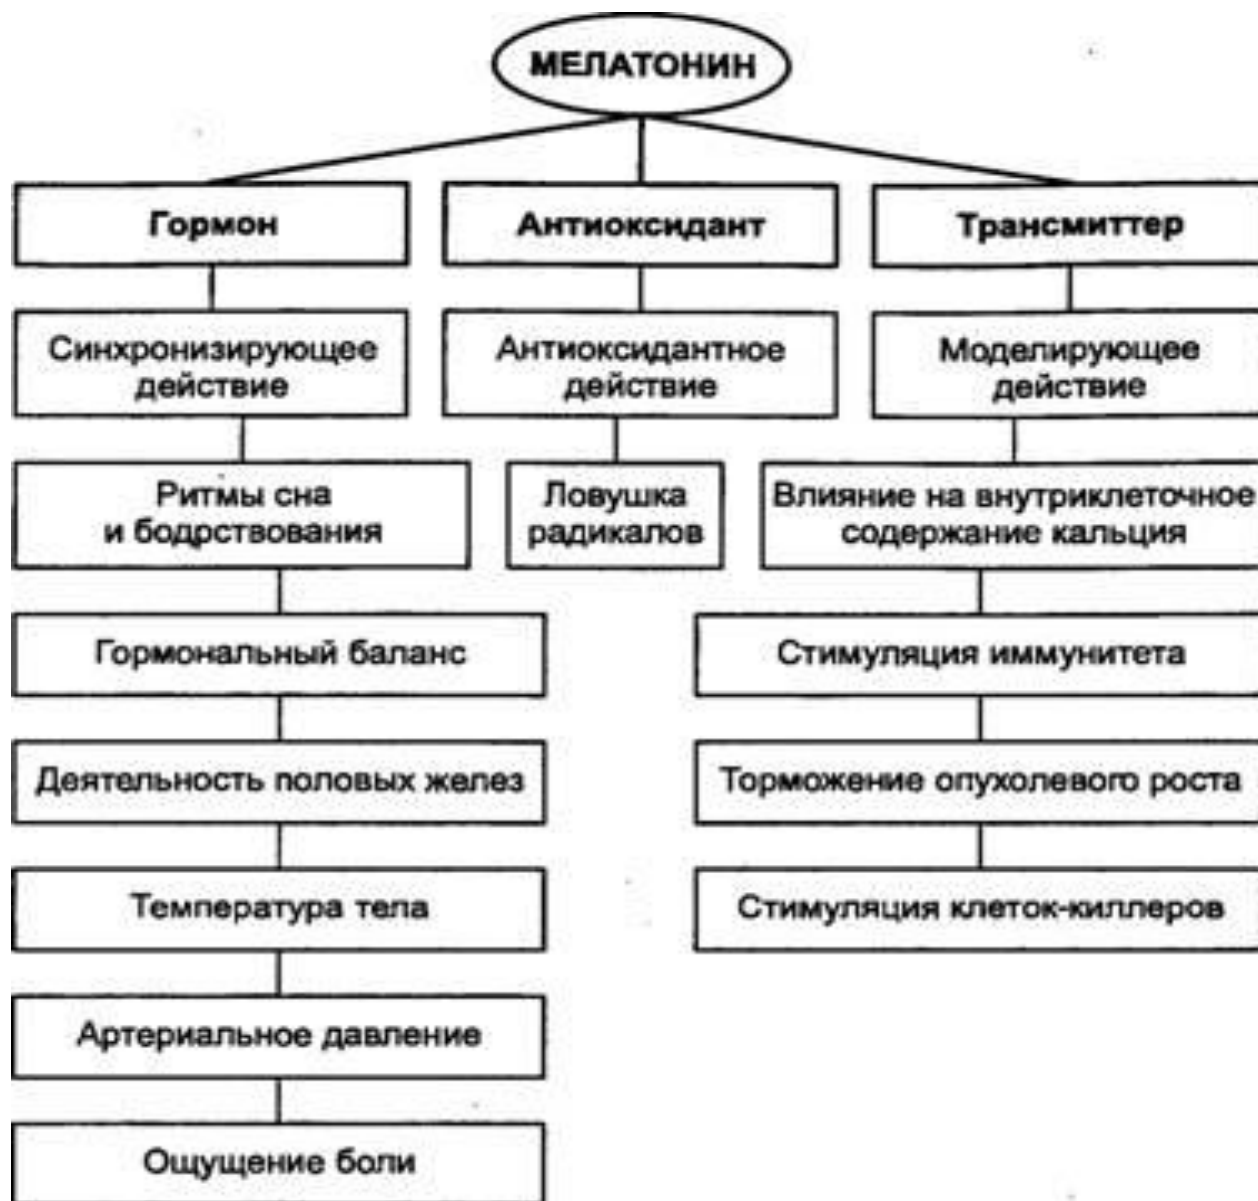 МЕЛАТОНИН
Гормон
Антиоксидант
Трансмиттер
Синхронизирующее
действие
Антиоксидантное
действие
Моделирующее
действие
Ритмы сна
и бодрствования
Ловушка
радикалов
Влияние на внутриклеточное
содержание кальция
Гормональный баланс
Стимуляция иммунитета
Деятельность половых желез
Торможение опухолевого роста
Температура тела
Стимуляция клеток-киллеров
Артериальное давление
Ощущение боли